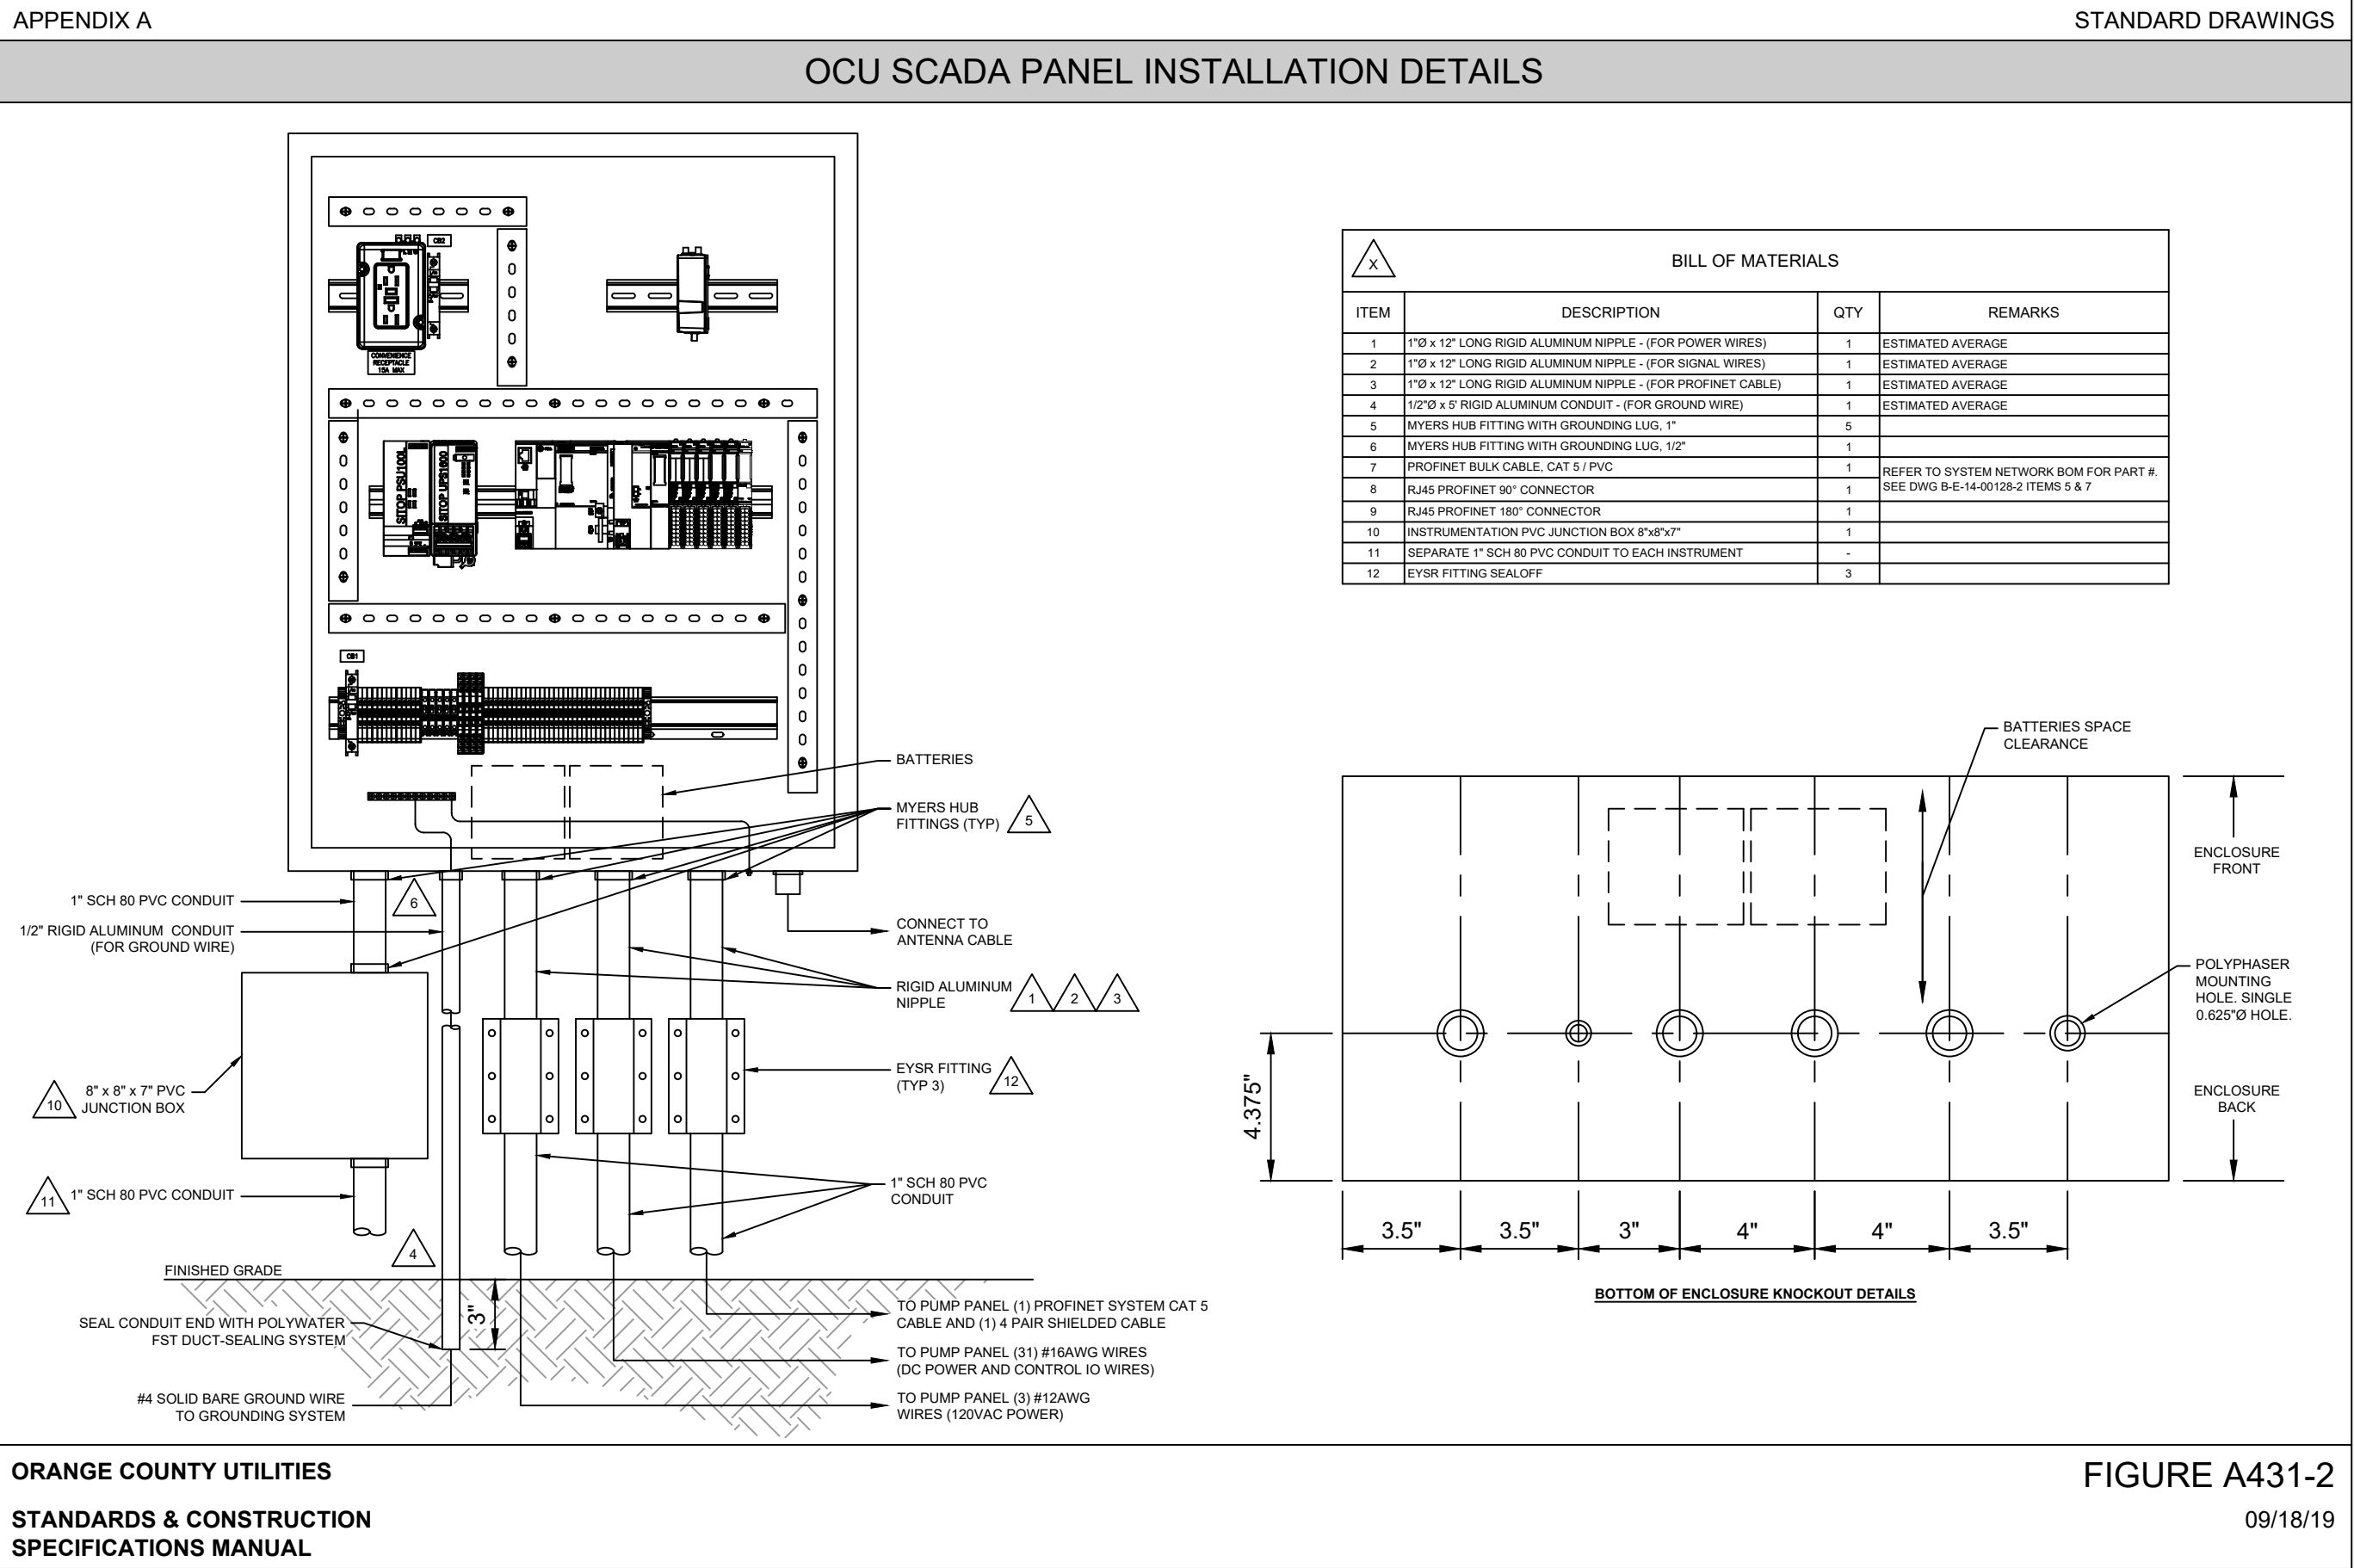 APPENDIX A
STANDARD DRAWINGS
OCU SCADA PANEL INSTALLATION DETAILS
CB2
CONVENIENCE
RECEPTACLE
15A MAX
SITOP PSU100L
SITOP UPS1600
CB1
BATTERIES
MYERS HUB
FITTINGS (TYP)
5
1" SCH 80 PVC CONDUIT
6
1/2" RIGID ALUMINUM CONDUIT
(FOR GROUND WIRE)
CONNECT TO
ANTENNA CABLE
RIGID ALUMINUM
NIPPLE
1
2
3
EYSR FITTING
(TYP 3)
12
10
8" x 8" x 7" PVC
JUNCTION BOX
11
1" SCH 80 PVC CONDUIT
1" SCH 80 PVC
CONDUIT
4
FINISHED GRADE
3"
SEAL CONDUIT END WITH POLYWATER
FST DUCT-SEALING SYSTEM
#4 SOLID BARE GROUND WIRE
TO GROUNDING SYSTEM
TO PUMP PANEL (1) PROFINET SYSTEM CAT 5
CABLE AND (1) 4 PAIR SHIELDED CABLE
TO PUMP PANEL (31) #16AWG WIRES
(DC POWER AND CONTROL IO WIRES)
TO PUMP PANEL (3) #12AWG
WIRES (120VAC POWER)
X
BILL OF MATERIALS
ITEM DESCRIPTION QTY REMARKS
1 1"Ø x 12" LONG RIGID ALUMINUM NIPPLE - (FOR POWER WIRES) 1 ESTIMATED AVERAGE
2 1"Ø x 12" LONG RIGID ALUMINUM NIPPLE - (FOR SIGNAL WIRES) 1 ESTIMATED AVERAGE
3 1"Ø x 12" LONG RIGID ALUMINUM NIPPLE - (FOR PROFINET CABLE) 1 ESTIMATED AVERAGE
4 1/2"Ø x 5' RIGID ALUMINUM CONDUIT - (FOR GROUND WIRE) 1 ESTIMATED AVERAGE
5 MYERS HUB FITTING WITH GROUNDING LUG, 1" 5
6 MYERS HUB FITTING WITH GROUNDING LUG, 1/2" 1
7 PROFINET BULK CABLE, CAT 5 / PVC 1 REFER TO SYSTEM NETWORK BOM FOR PART #.
8 RJ45 PROFINET 90° CONNECTOR 1 SEE DWG B-E-14-00128-2 ITEMS 5 & 7
9 RJ45 PROFINET 180° CONNECTOR 1
10 INSTRUMENTATION PVC JUNCTION BOX 8"x8"x7" 1
11 SEPARATE 1" SCH 80 PVC CONDUIT TO EACH INSTRUMENT -
12 EYSR FITTING SEALOFF 3
BATTERIES SPACE
CLEARANCE
ENCLOSURE
FRONT
POLYPHASER
MOUNTING
HOLE. SINGLE
0.625"Ø HOLE.
ENCLOSURE
BACK
4.375"
3.5" 3.5" 3" 4" 4" 3.5"
BOTTOM OF ENCLOSURE KNOCKOUT DETAILS
ORANGE COUNTY UTILITIES
STANDARDS & CONSTRUCTION
SPECIFICATIONS MANUAL
FIGURE A431-2
09/18/19